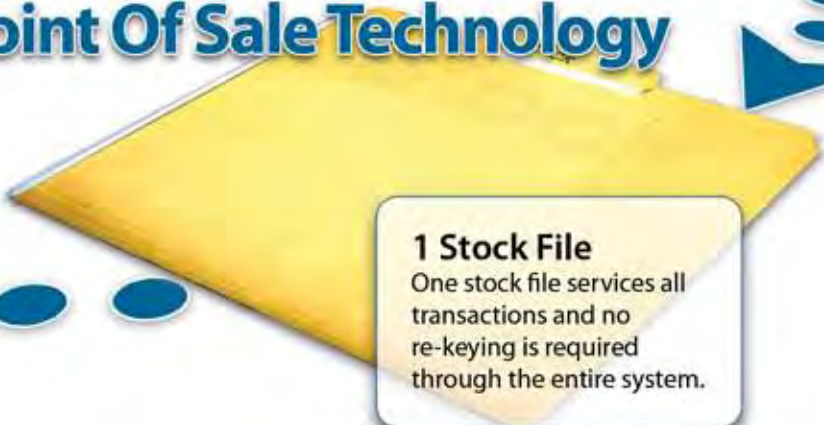 oint Of Sale Technology
1 Stock File
One stock file services all
transactions and no
re-keying is required
through the entire system.